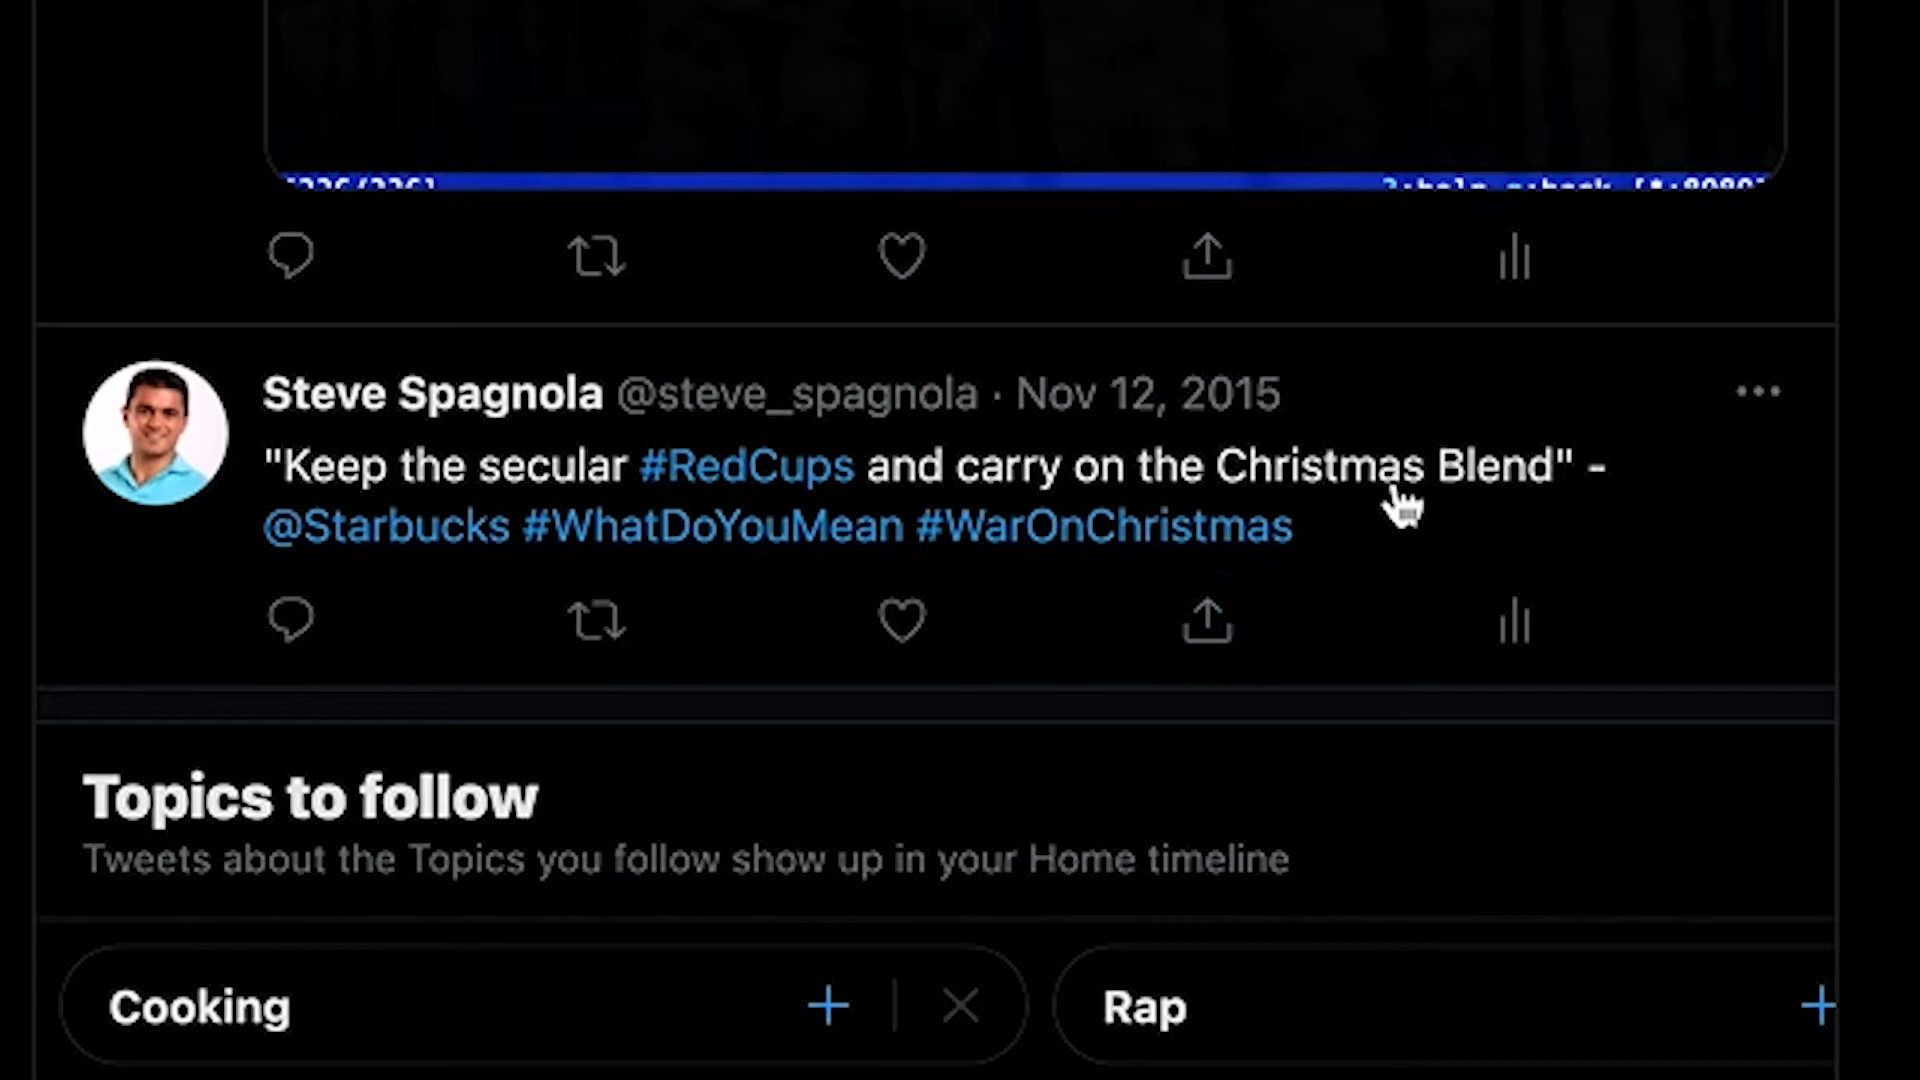 Steve Spagnola @steve_spagnola · Nov 12, 2015
"Keep the secular #RedCups and carry on the Christmas Blend" -
@Starbucks #WhatDoYouMean #WarOnChristmas
Topics to follow
Tweets about the Topics you follow show up in your Home timeline
Cooking
Rap